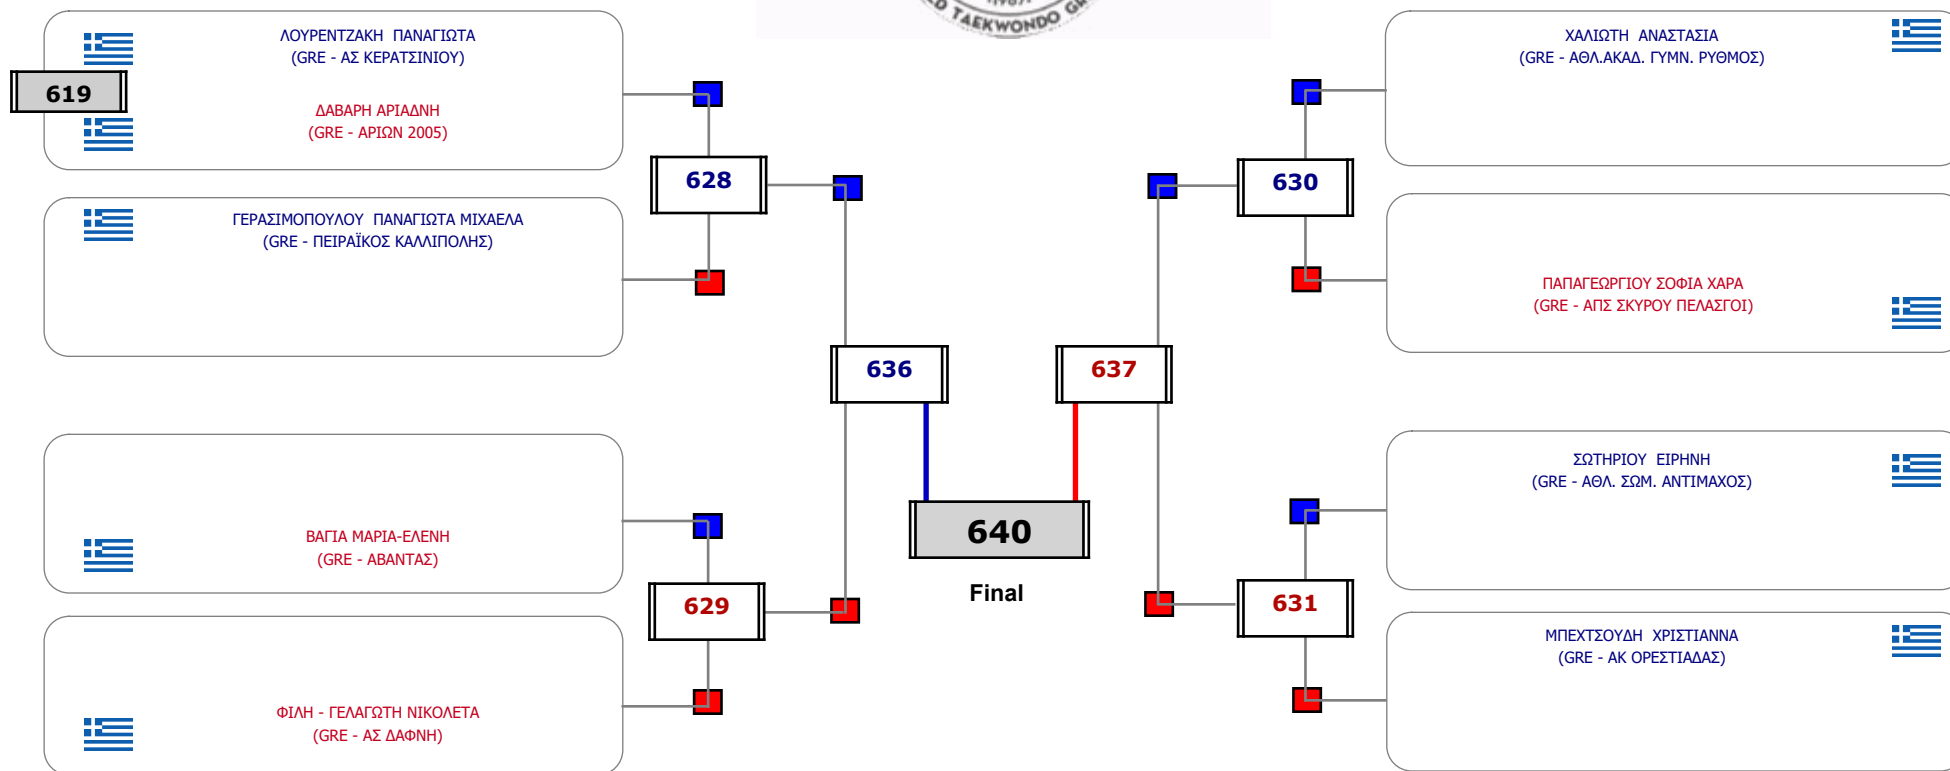 TAEKWONDO
ΛΟΥΡΕΝΤΖΑΚΗ ΠΑΝΑΓΙΩΤΑ
(GRE - ΑΣ ΚΕΡΑΤΣΙΝΙΟΥ)
619
ΔΑΒΑΡΗ ΑΡΙΑΔΝΗ
(GRE - ΑΡΙΩΝ 2005)
628
ΓΕΡΑΣΙΜΟΠΟΥΛΟΥ ΠΑΝΑΓΙΩΤΑ ΜΙΧΑΕΛΑ
(GRE - ΠΕΙΡΑΪΚΟΣ ΚΑΛΛΙΠΟΛΗΣ)
636
ΒΑΓΙΑ ΜΑΡΙΑ-ΕΛΕΝΗ
(GRE - ΑΒΑΝΤΑΣ)
629
ΦΙΛΗ - ΓΕΛΑΓΩΤΗ ΝΙΚΟΛΕΤΑ
(GRE - ΑΣ ΔΑΦΝΗ)
640
Final
ΧΑΛΙΩΤΗ ΑΝΑΣΤΑΣΙΑ
(GRE - ΑΘΛ.ΑΚΑΔ. ΓΥΜΝ. ΡΥΘΜΟΣ)
630
ΠΑΠΑΓΕΩΡΓΙΟΥ ΣΟΦΙΑ ΧΑΡΑ
(GRE - ΑΠΣ ΣΚΥΡΟΥ ΠΕΛΑΣΓΟΙ)
637
ΣΩΤΗΡΙΟΥ ΕΙΡΗΝΗ
(GRE - ΑΘΛ. ΣΩΜ. ΑΝΤΙΜΑΧΟΣ)
631
ΜΠΕΧΤΣΟΥΔΗ ΧΡΙΣΤΙΑΝΝΑ
(GRE - ΑΚ ΟΡΕΣΤΙΑΔΑΣ)